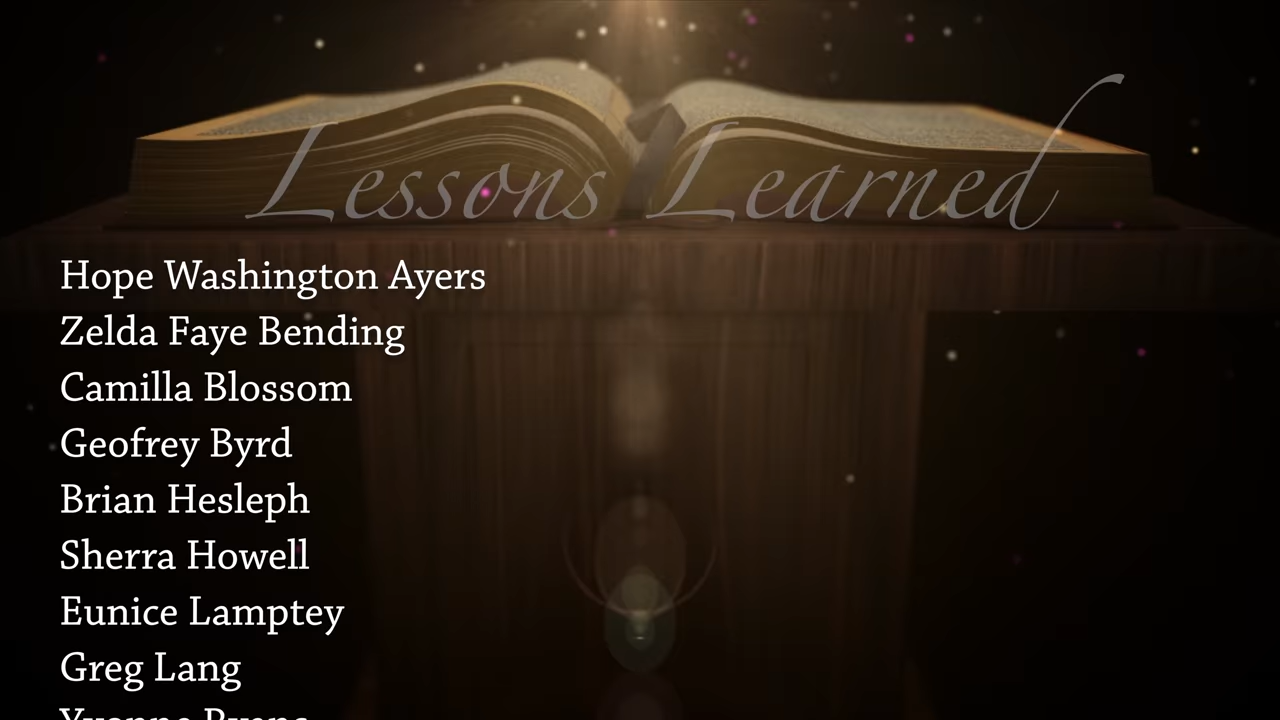 Lessons Learned
Hope Washington Ayers
Zelda Faye Bending
Camilla Blossom
Geofrey Byrd
Brian Hesleph
Sherra Howell
Eunice Lamptey
Greg Lang